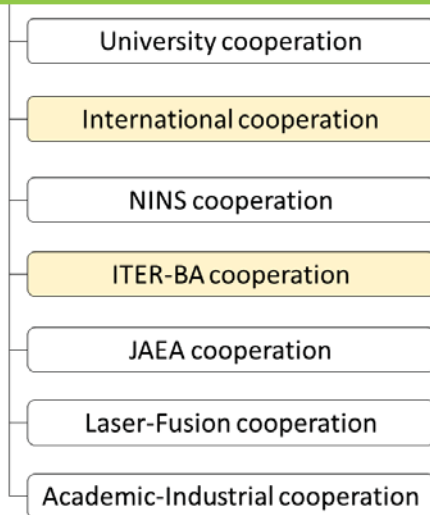 University cooperation
International cooperation
NINS cooperation
ITER-BA cooperation
JAEA cooperation
Laser-Fusion cooperation
Academic-Industrial cooperation